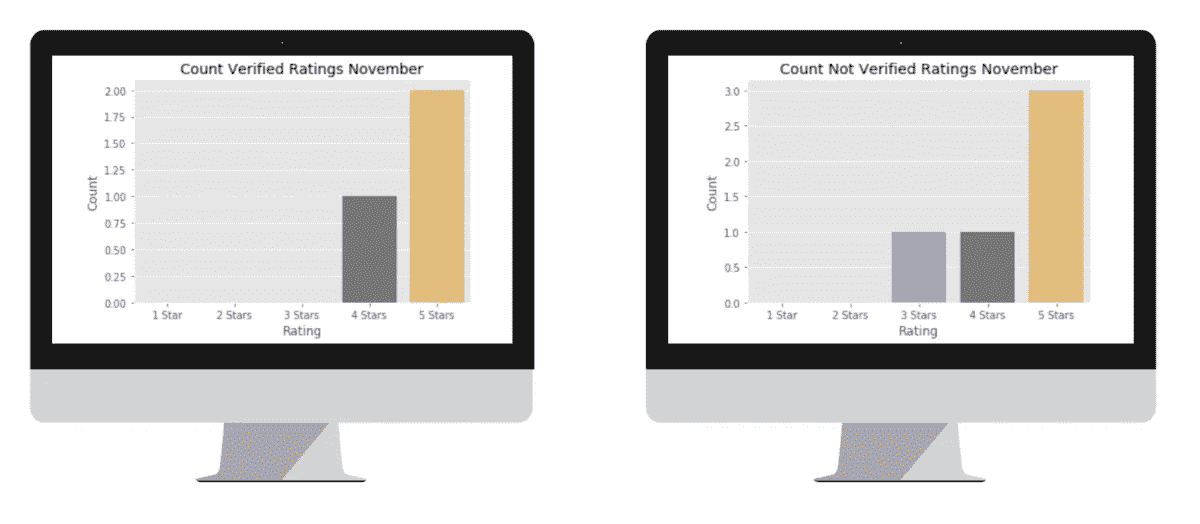 Count Verified Ratings November
2.00
1.75
1.50
1.25
1.00
0.75
0.50
0.25
0.00
Count
1 Star 2 Stars 3 Stars 4 Stars 5 Stars
Rating
Count Not Verified Ratings November
3.0
2.5
2.0
1.5
1.0
0.5
0.0
Count
1 Star 2 Stars 3 Stars 4 Stars 5 Stars
Rating